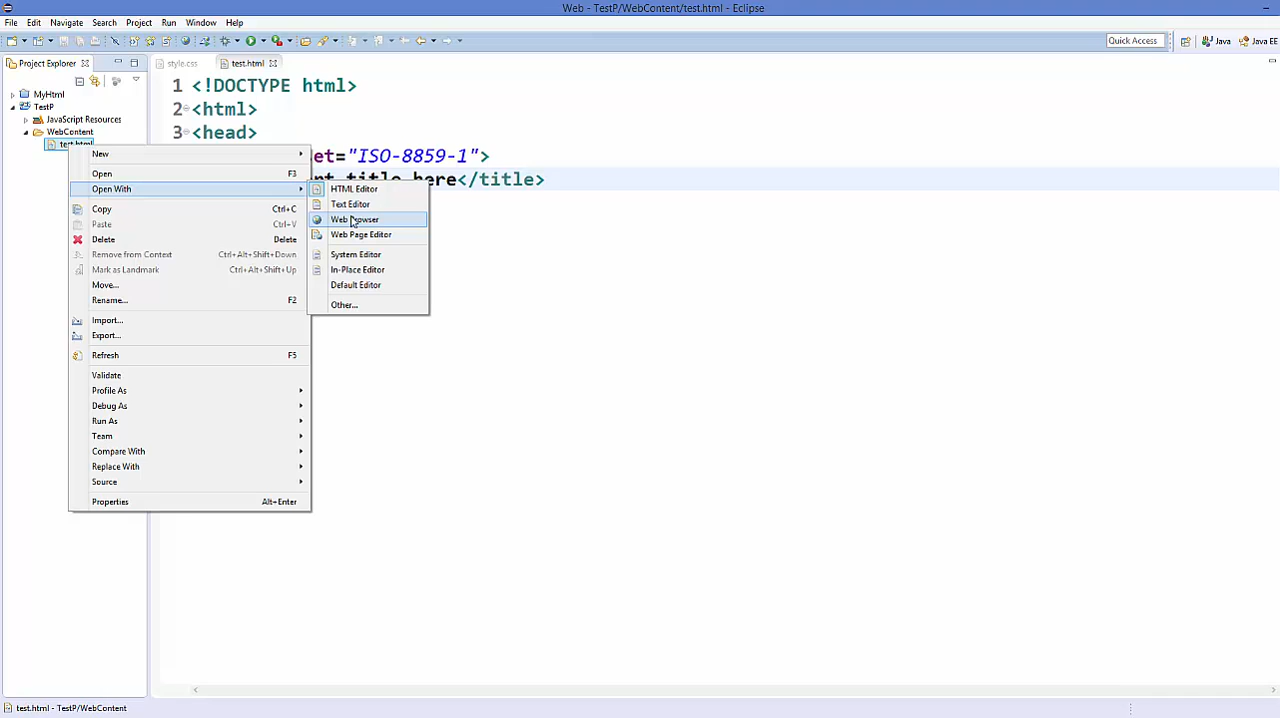 Web - TestP/WebContent/test.html - Eclipse
File Edit Navigate Search Project Run Window Help
Quick Access Java Java EE
Project Explorer style.css test.html
MyHtml
TestP
JavaScript Resources
WebContent
test.html
1 <!DOCTYPE html>
2 <html>
3 <head>
et="ISO-8859-1">
title here</title>
New
Open F3
Open With
Copy Ctrl+C
Paste Ctrl+V
Delete Delete
Remove from Context Ctrl+Alt+Shift+Down
Mark as Landmark Ctrl+Alt+Shift+Up
Move...
Rename... F2
Import...
Export...
Refresh F5
Validate
Profile As
Debug As
Run As
Team
Compare With
Replace With
Source
Properties Alt+Enter
HTML Editor
Text Editor
Web Browser
Web Page Editor
System Editor
In-Place Editor
Default Editor
Other...
test.html - TestP/WebContent